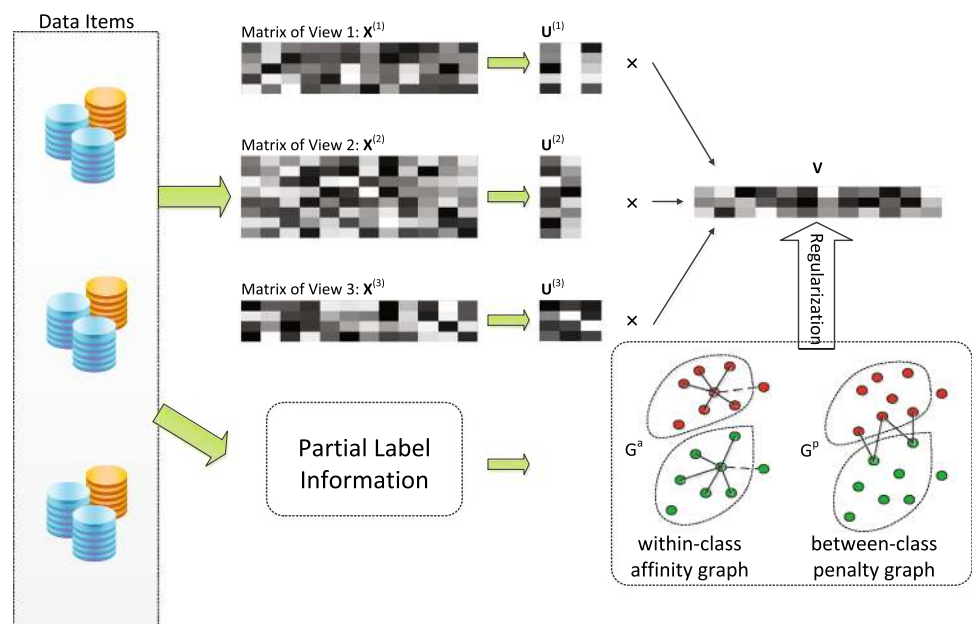 Data Items
Matrix of View 1: X(1)
U(1)
×
Matrix of View 2: X(2)
U(2)
×
V
Matrix of View 3: X(3)
U(3)
×
Regularization
Partial Label
Information
Ga
Gp
within-class
affinity graph
between-class
penalty graph